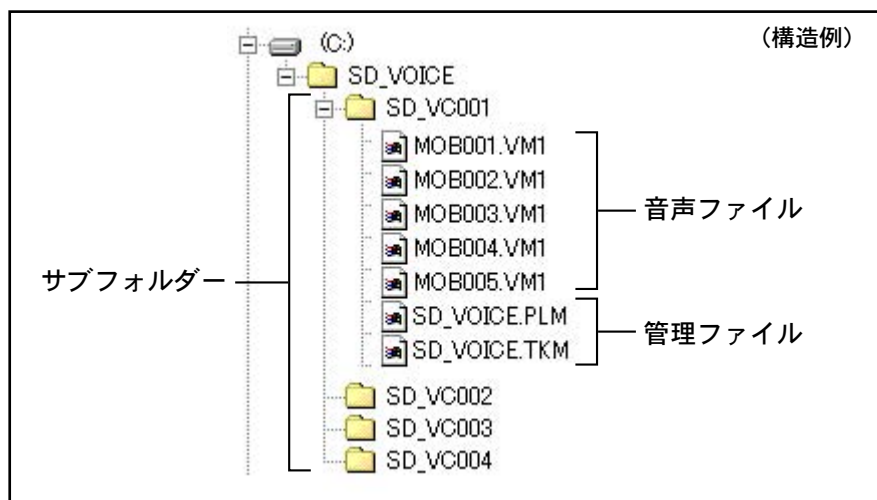 (構造例)
(C:)
SD_VOICE
SD_VC001
MOB001.VM1
MOB002.VM1
MOB003.VM1
MOB004.VM1
MOB005.VM1
音声ファイル
サブフォルダー
SD_VOICE.PLM
SD_VOICE.TKM
管理ファイル
SD_VC002
SD_VC003
SD_VC004